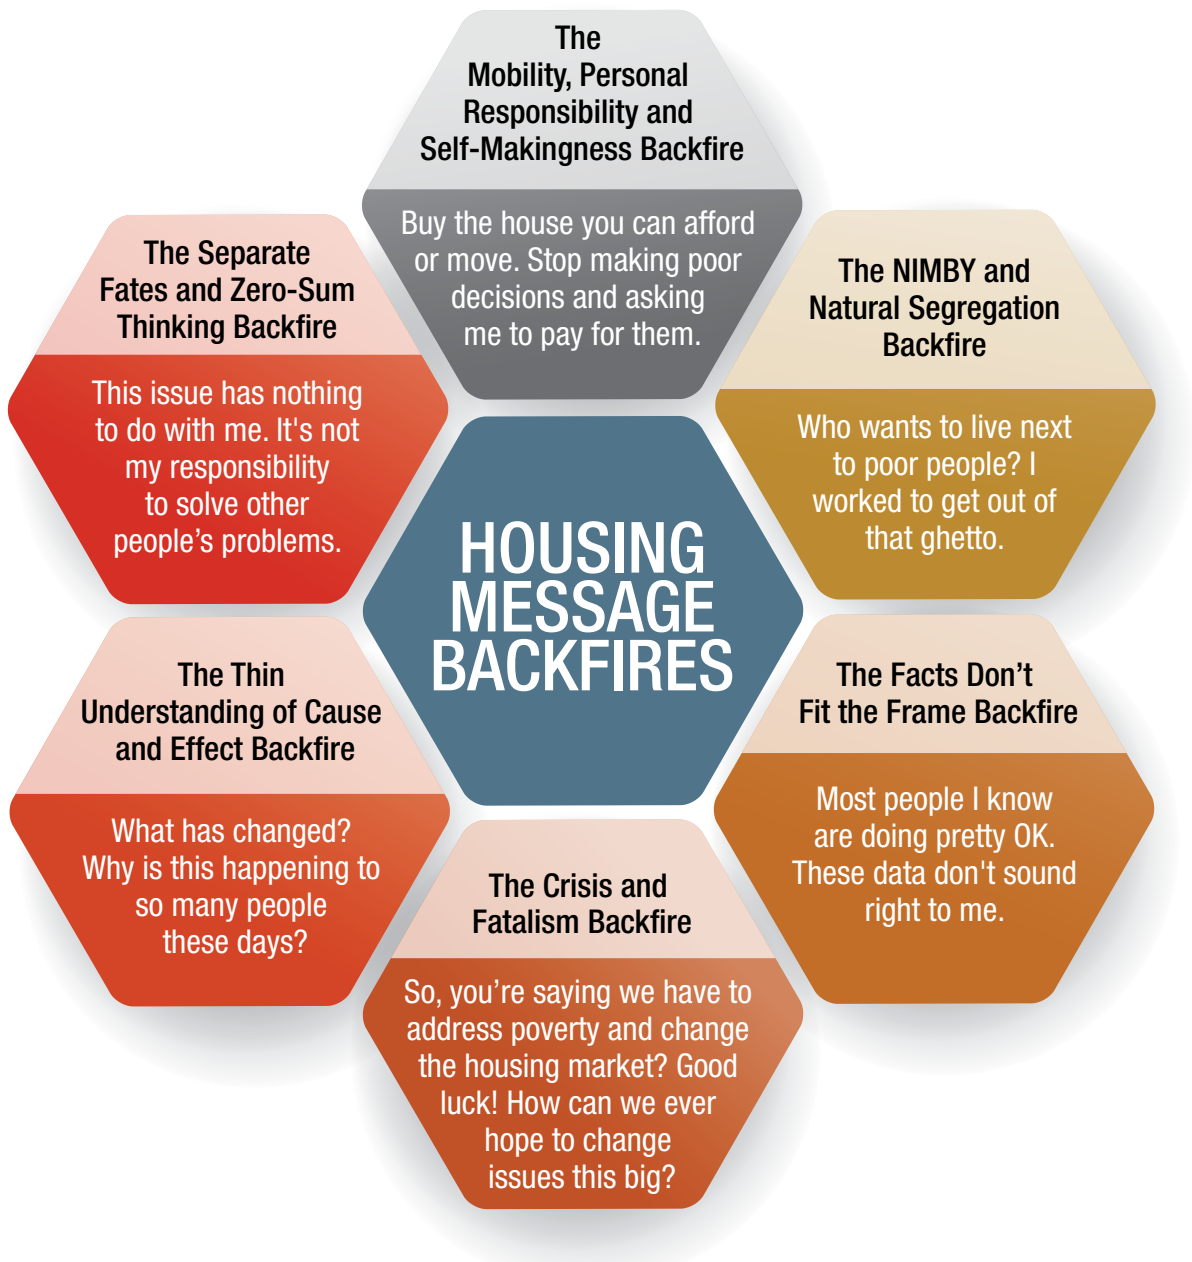 The
Mobility, Personal
Responsibility and
Self-Makingness Backfire
Buy the house you can afford
or move. Stop making poor
decisions and asking
me to pay for them.
The NIMBY and
Natural Segregation
Backfire
Who wants to live next
to poor people? I
worked to get out of
that ghetto.
The Facts Don’t
Fit the Frame Backfire
Most people I know
are doing pretty OK.
These data don't sound
right to me.
The Crisis and
Fatalism Backfire
So, you’re saying we have to
address poverty and change
the housing market? Good
luck! How can we ever
hope to change
issues this big?
The Thin
Understanding of Cause
and Effect Backfire
What has changed?
Why is this happening to
so many people
these days?
The Separate
Fates and Zero-Sum
Thinking Backfire
This issue has nothing
to do with me. It's not
my responsibility
to solve other
people’s problems.
HOUSING
MESSAGE
BACKFIRES